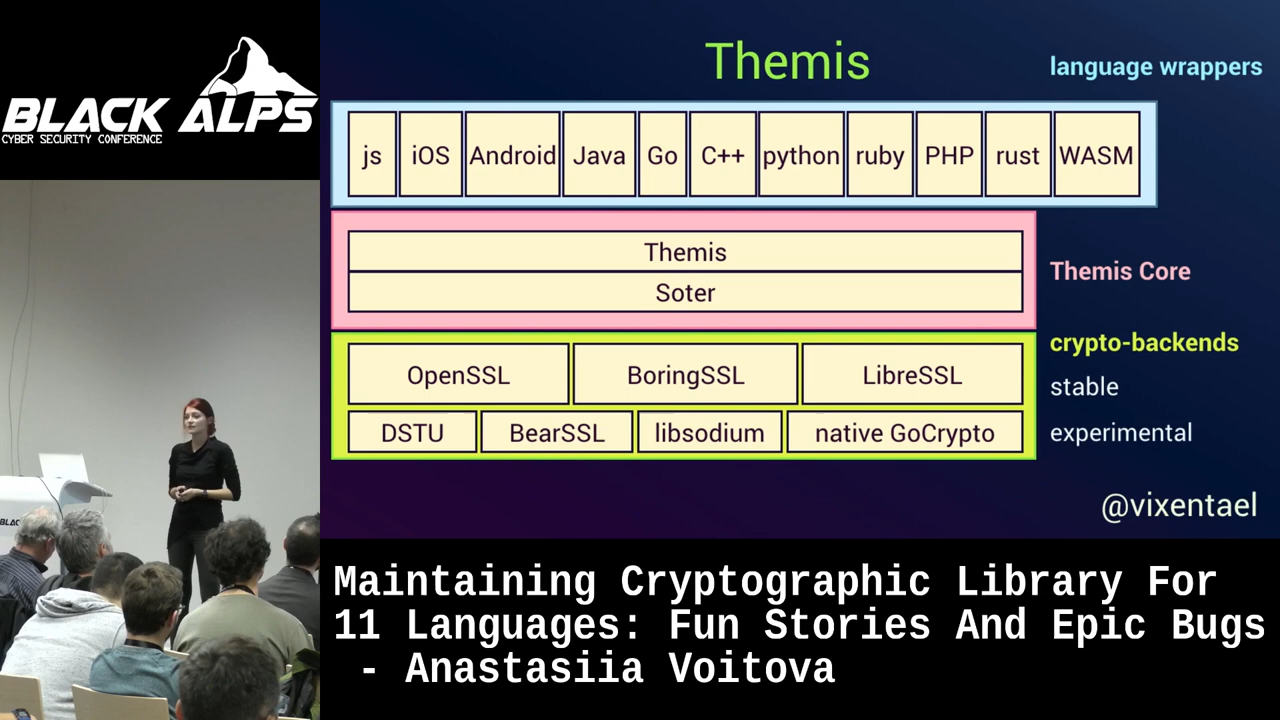 BLACK ALPS
CYBER SECURITY CONFERENCE
Themis
language wrappers
js iOS Android Java Go C++ python ruby PHP rust WASM
Themis
Soter
Themis Core
crypto-backends
OpenSSL BoringSSL LibreSSL
stable
DSTU BearSSL libsodium native GoCrypto
experimental
@vixentael
BLAC
Maintaining Cryptographic Library For
11 Languages: Fun Stories And Epic Bugs
- Anastasiia Voitova